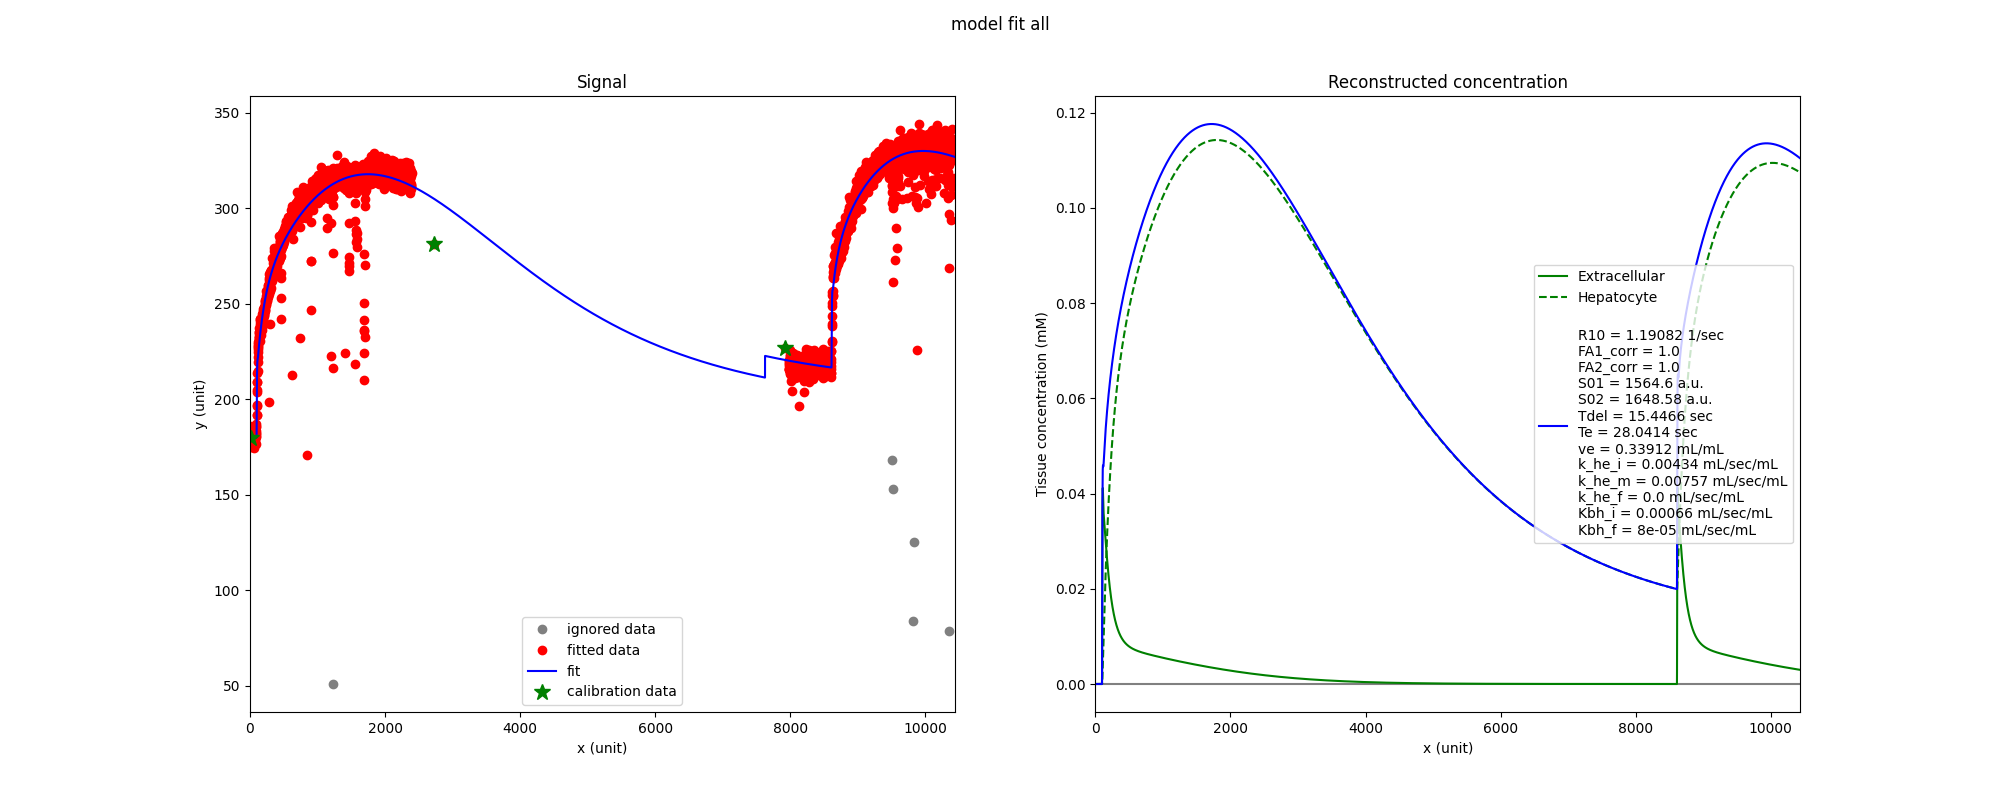 model fit all
Signal
350
300
250
200
150
100
50
y (unit)
0
2000
4000
6000
8000
10000
x (unit)
ignored data
fitted data
fit
calibration data
Reconstructed concentration
0.12
0.10
0.08
0.06
0.04
0.02
0.00
Tissue concentration (mM)
0
2000
4000
6000
8000
10000
x (unit)
Extracellular
Hepatocyte
R10 = 1.19082 1/sec
FA1_corr = 1.0
FA2_corr = 1.0
S01 = 1564.6 a.u.
S02 = 1648.58 a.u.
Tdel = 15.4466 sec
Te = 28.0414 sec
ve = 0.33912 mL/mL
k_he_i = 0.00434 mL/sec/mL
k_he_m = 0.00757 mL/sec/mL
k_he_f = 0.0 mL/sec/mL
Kbh_i = 0.00066 mL/sec/mL
Kbh_f = 8e-05 mL/sec/mL